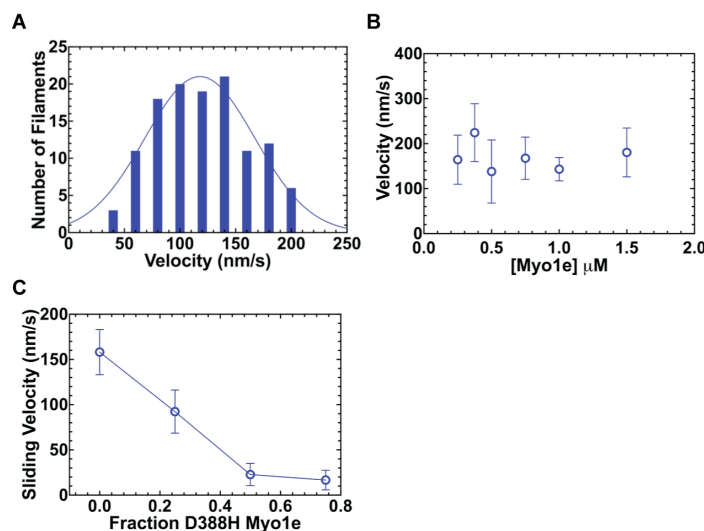 A
25
20
15
10
5
0
Number of Filaments
0 50 100 150 200 250
Velocity (nm/s)
B
400
300
200
100
0
Velocity (nm/s)
0.0 0.5 1.0 1.5 2.0
[Myo1e] μM
C
200
150
100
50
0
Sliding Velocity (nm/s)
0.0 0.2 0.4 0.6 0.8
Fraction D388H Myo1e